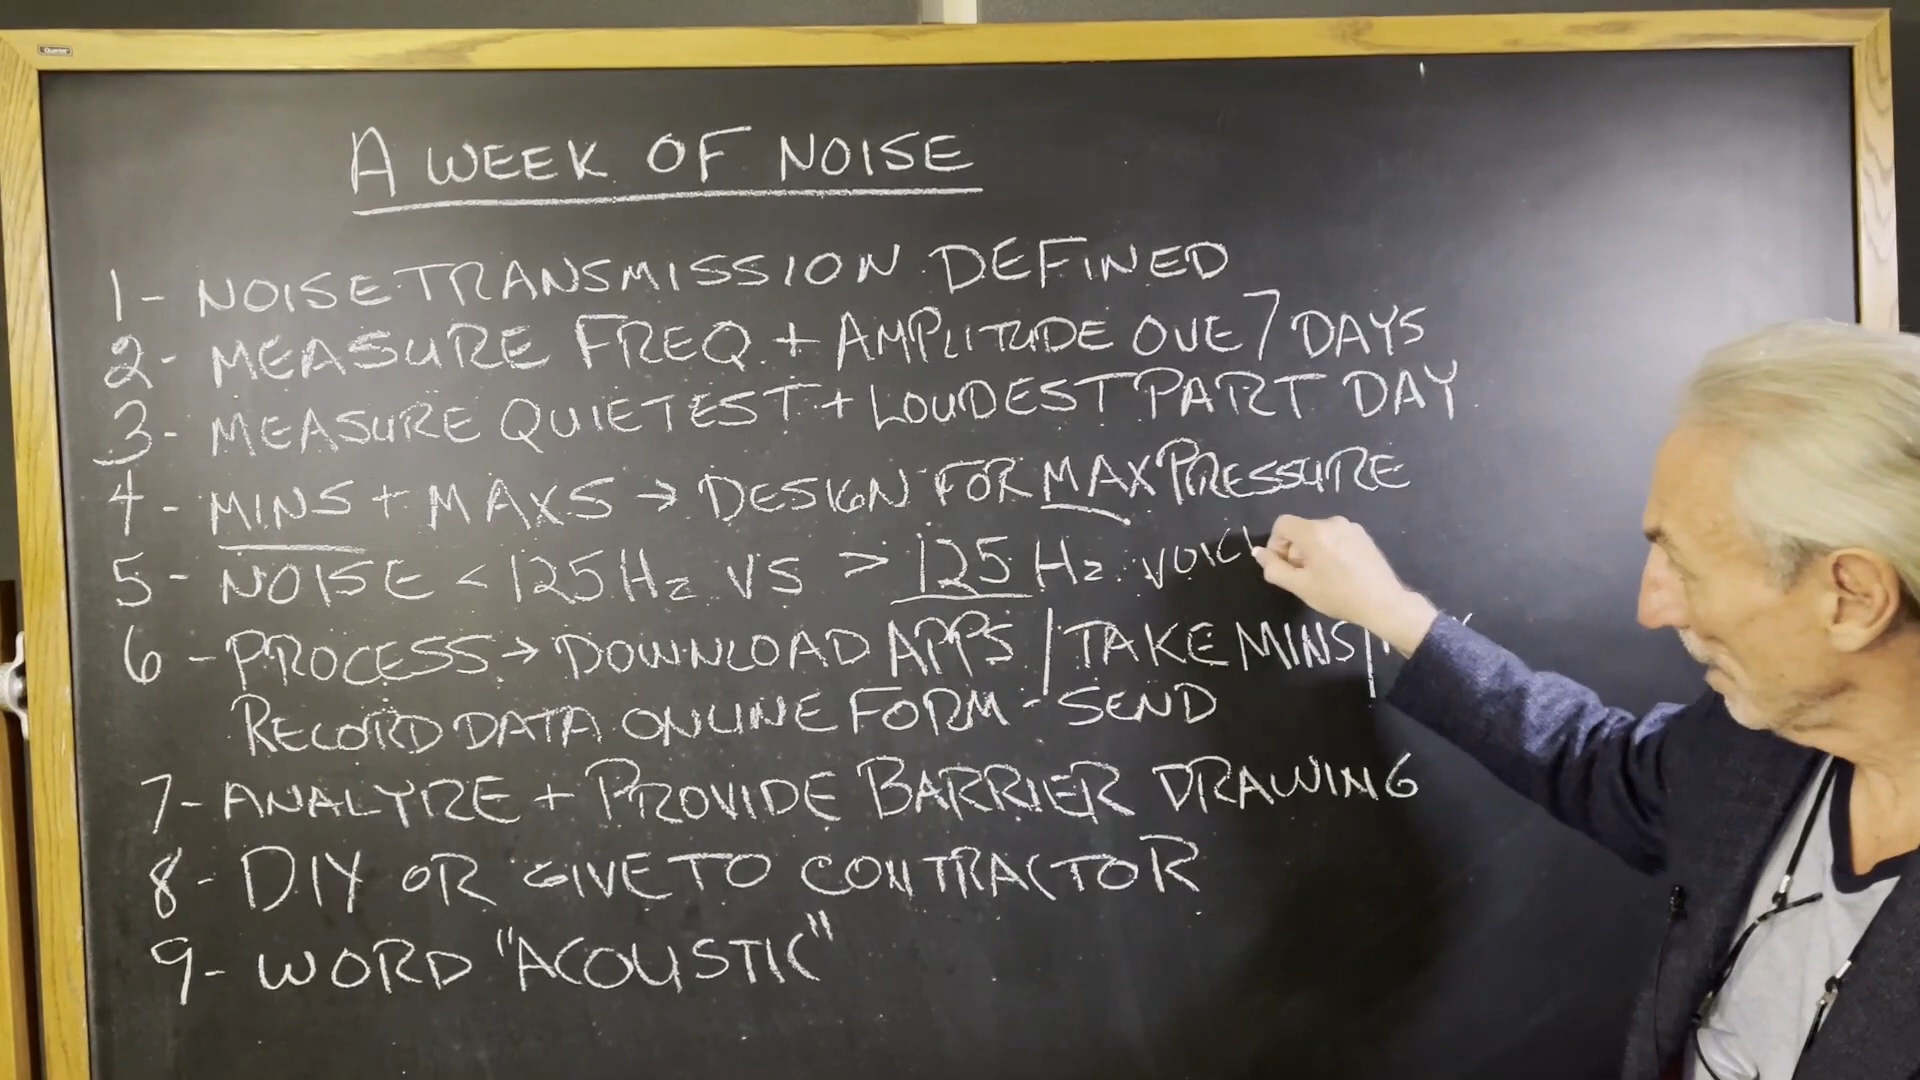 A WEEK OF NOISE
1- NOISE TRANSMISSION DEFINED
2- MEASURE FREQ. + AMPLITUDE OVE 7 DAYS
3- MEASURE QUIETEST + LOUDEST PART DAY
4- MINS + MAXS → DESIGN FOR MAX PRESSURE
5- NOISE < 125 Hz VS > 125 Hz. VOIC
6- PROCESS → DOWNLOAD APPS / TAKE MINS/
RECORD DATA ONLINE FORM - SEND
7- ANALYZE + PROVIDE BARRIER DRAWING
8- DIY OR GIVE TO CONTRACTOR
9- WORD "ACOUSTIC"